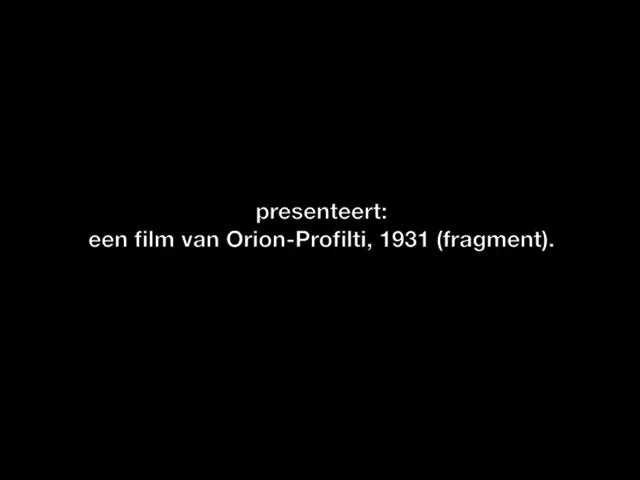 presenteert:
een film van Orion-Profilti, 1931 (fragment).